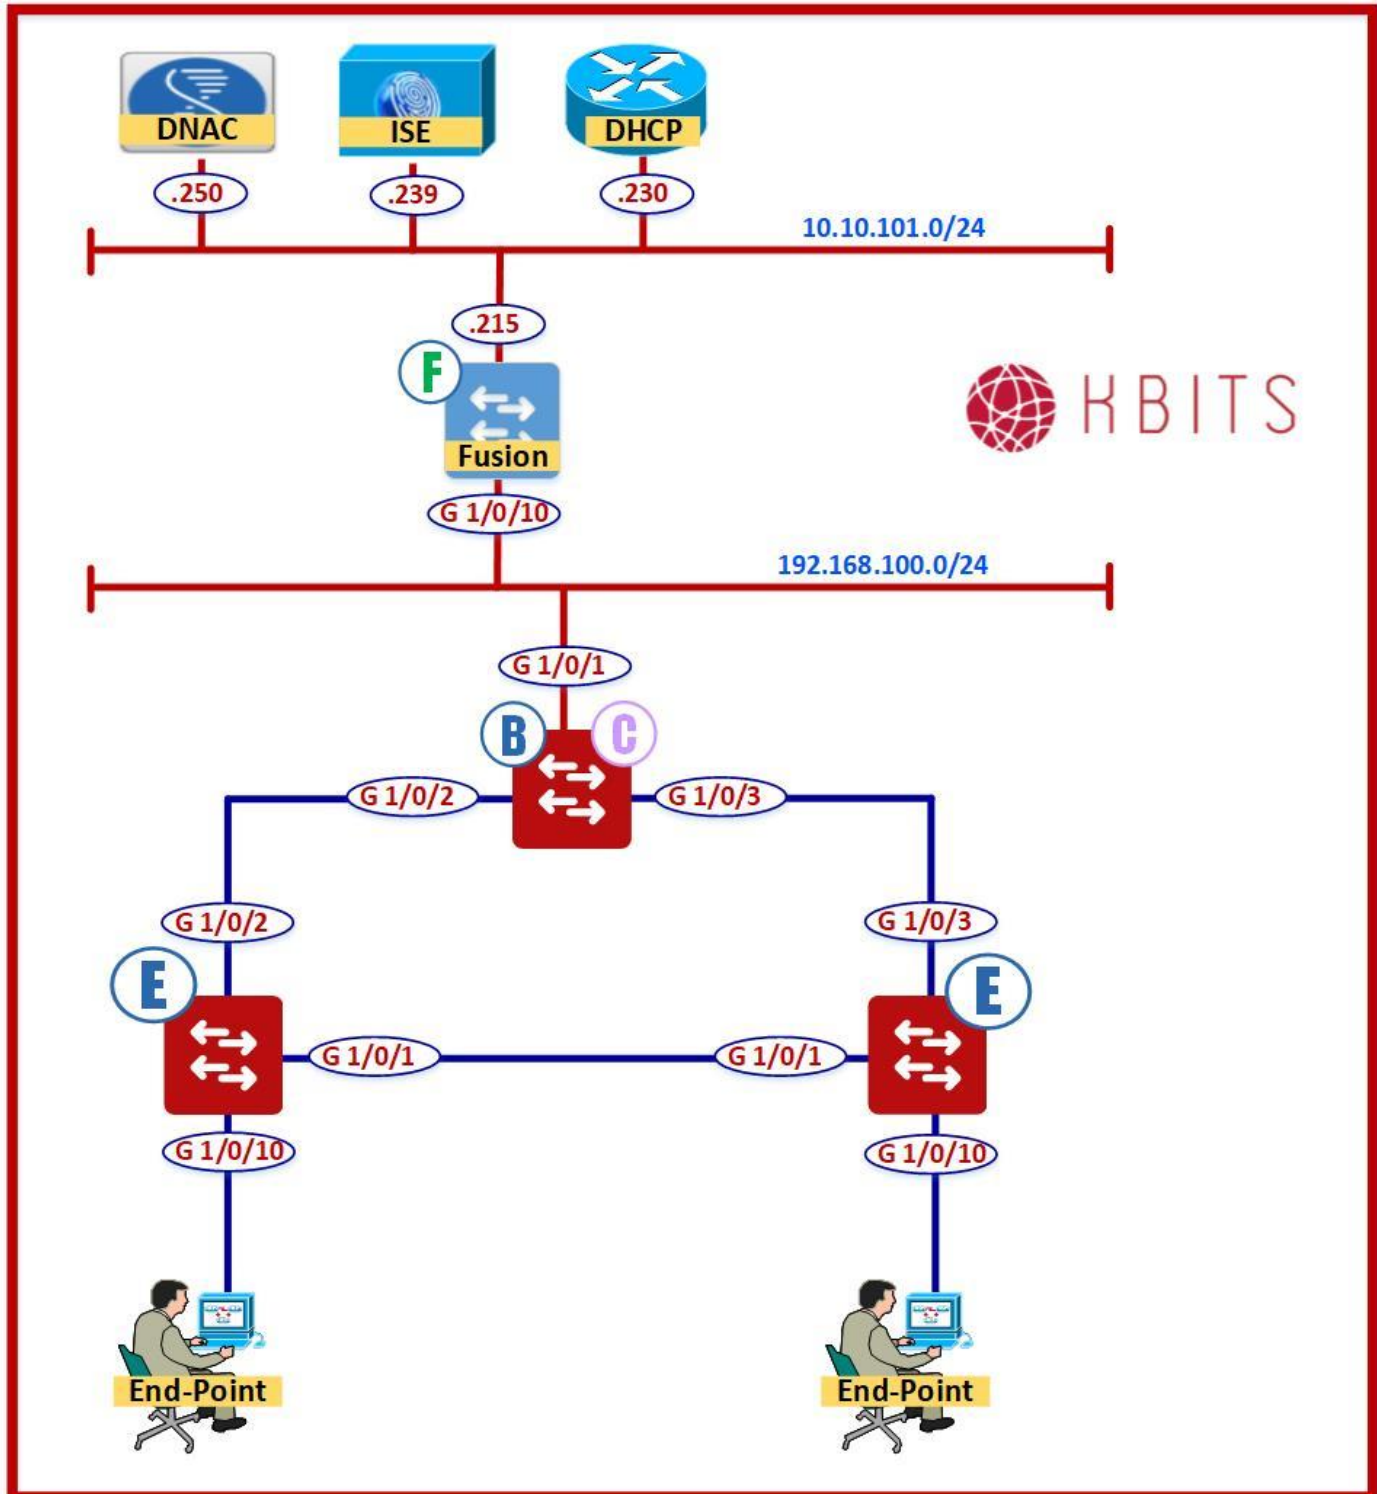 DNAC
ISE
DHCP
.250
.239
.230
10.10.101.0/24
.215
F
Fusion
KBITS
G 1/0/10
192.168.100.0/24
G 1/0/1
B
C
G 1/0/2
G 1/0/3
G 1/0/2
G 1/0/3
E
E
G 1/0/1
G 1/0/1
G 1/0/10
G 1/0/10
End-Point
End-Point